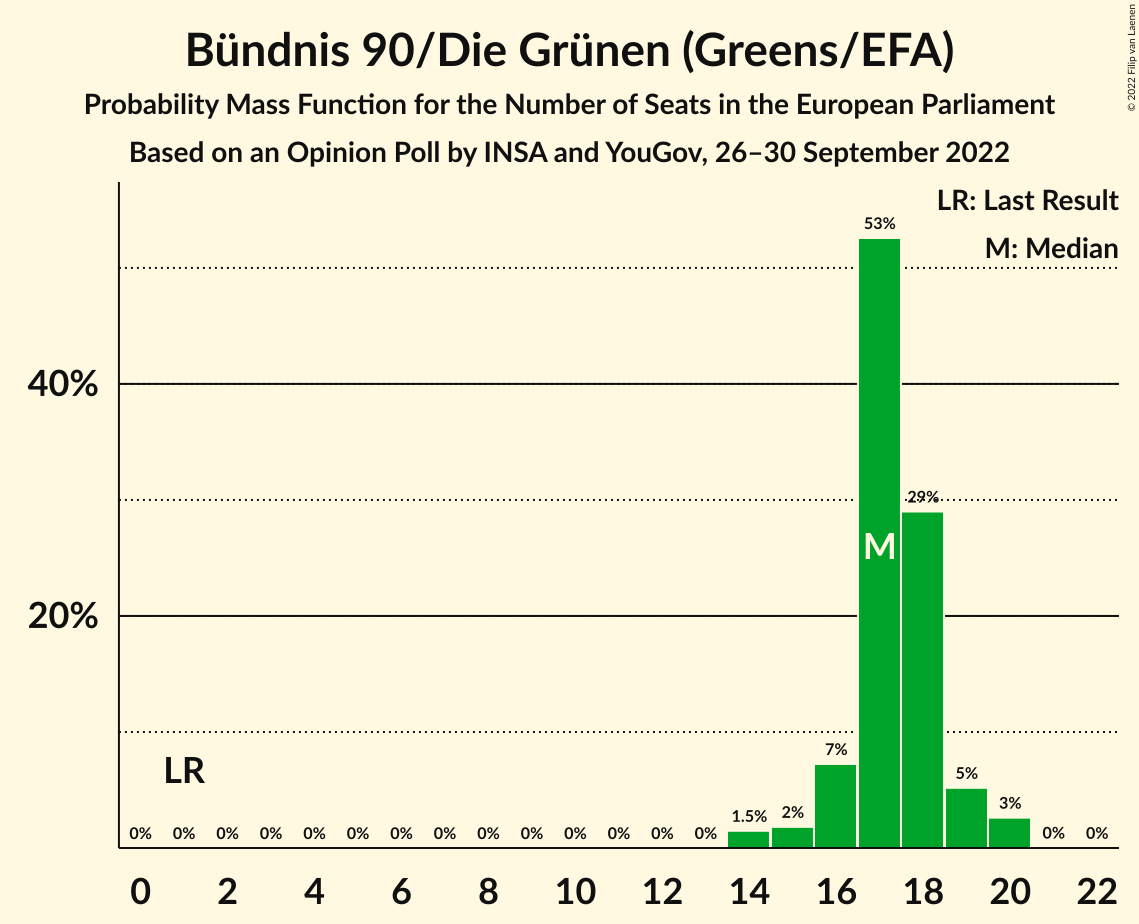 Bündnis 90/Die Grünen (Greens/EFA)
Probability Mass Function for the Number of Seats in the European Parliament
Based on an Opinion Poll by INSA and YouGov, 26–30 September 2022
© 2022 Filip van Laenen
LR: Last Result
M: Median
53%
40%
29%
M
20%
LR
7%
5%
3%
1.5%
2%
0% 0% 0% 0% 0% 0% 0% 0% 0% 0% 0% 0% 0% 0% 0% 0%
0 2 4 6 8 10 12 14 16 18 20 22